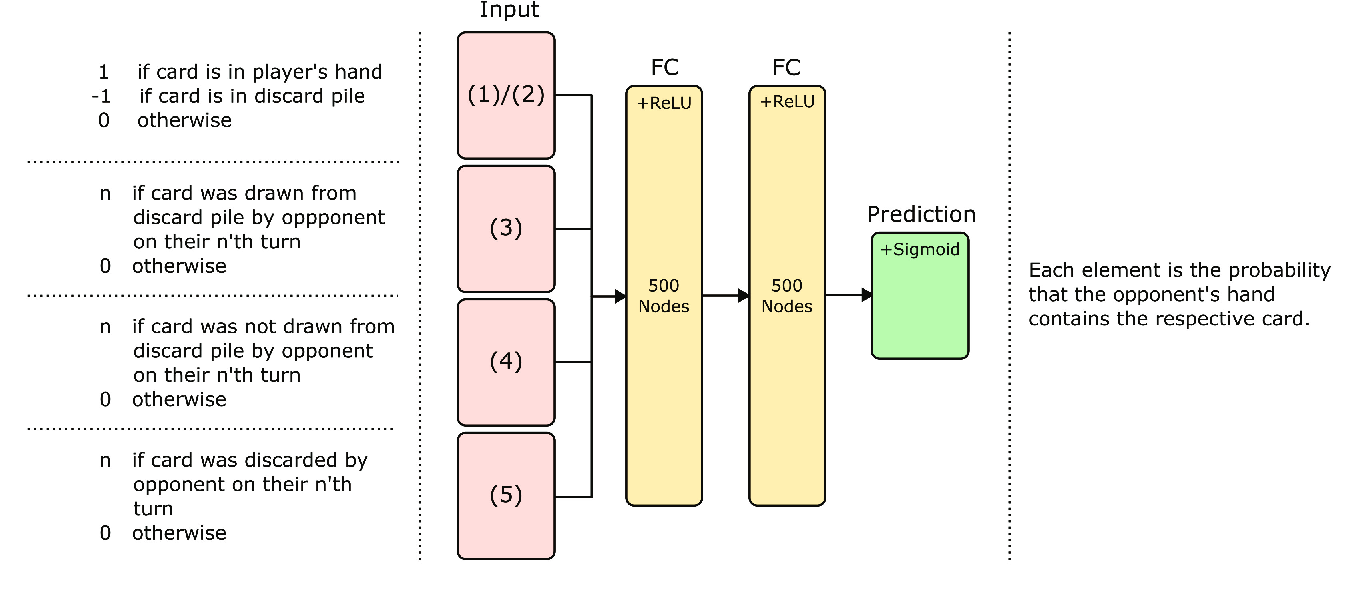 Input
1 if card is in player's hand
-1 if card is in discard pile
0 otherwise
n if card was drawn from
discard pile by oppponent
on their n'th turn
0 otherwise
n if card was not drawn from
discard pile by opponent
on their n'th turn
0 otherwise
n if card was discarded by
opponent on their n'th
turn
0 otherwise
(1)/(2)
(3)
(4)
(5)
FC
+ReLU
500
Nodes
FC
+ReLU
500
Nodes
Prediction
+Sigmoid
Each element is the probability
that the opponent's hand
contains the respective card.